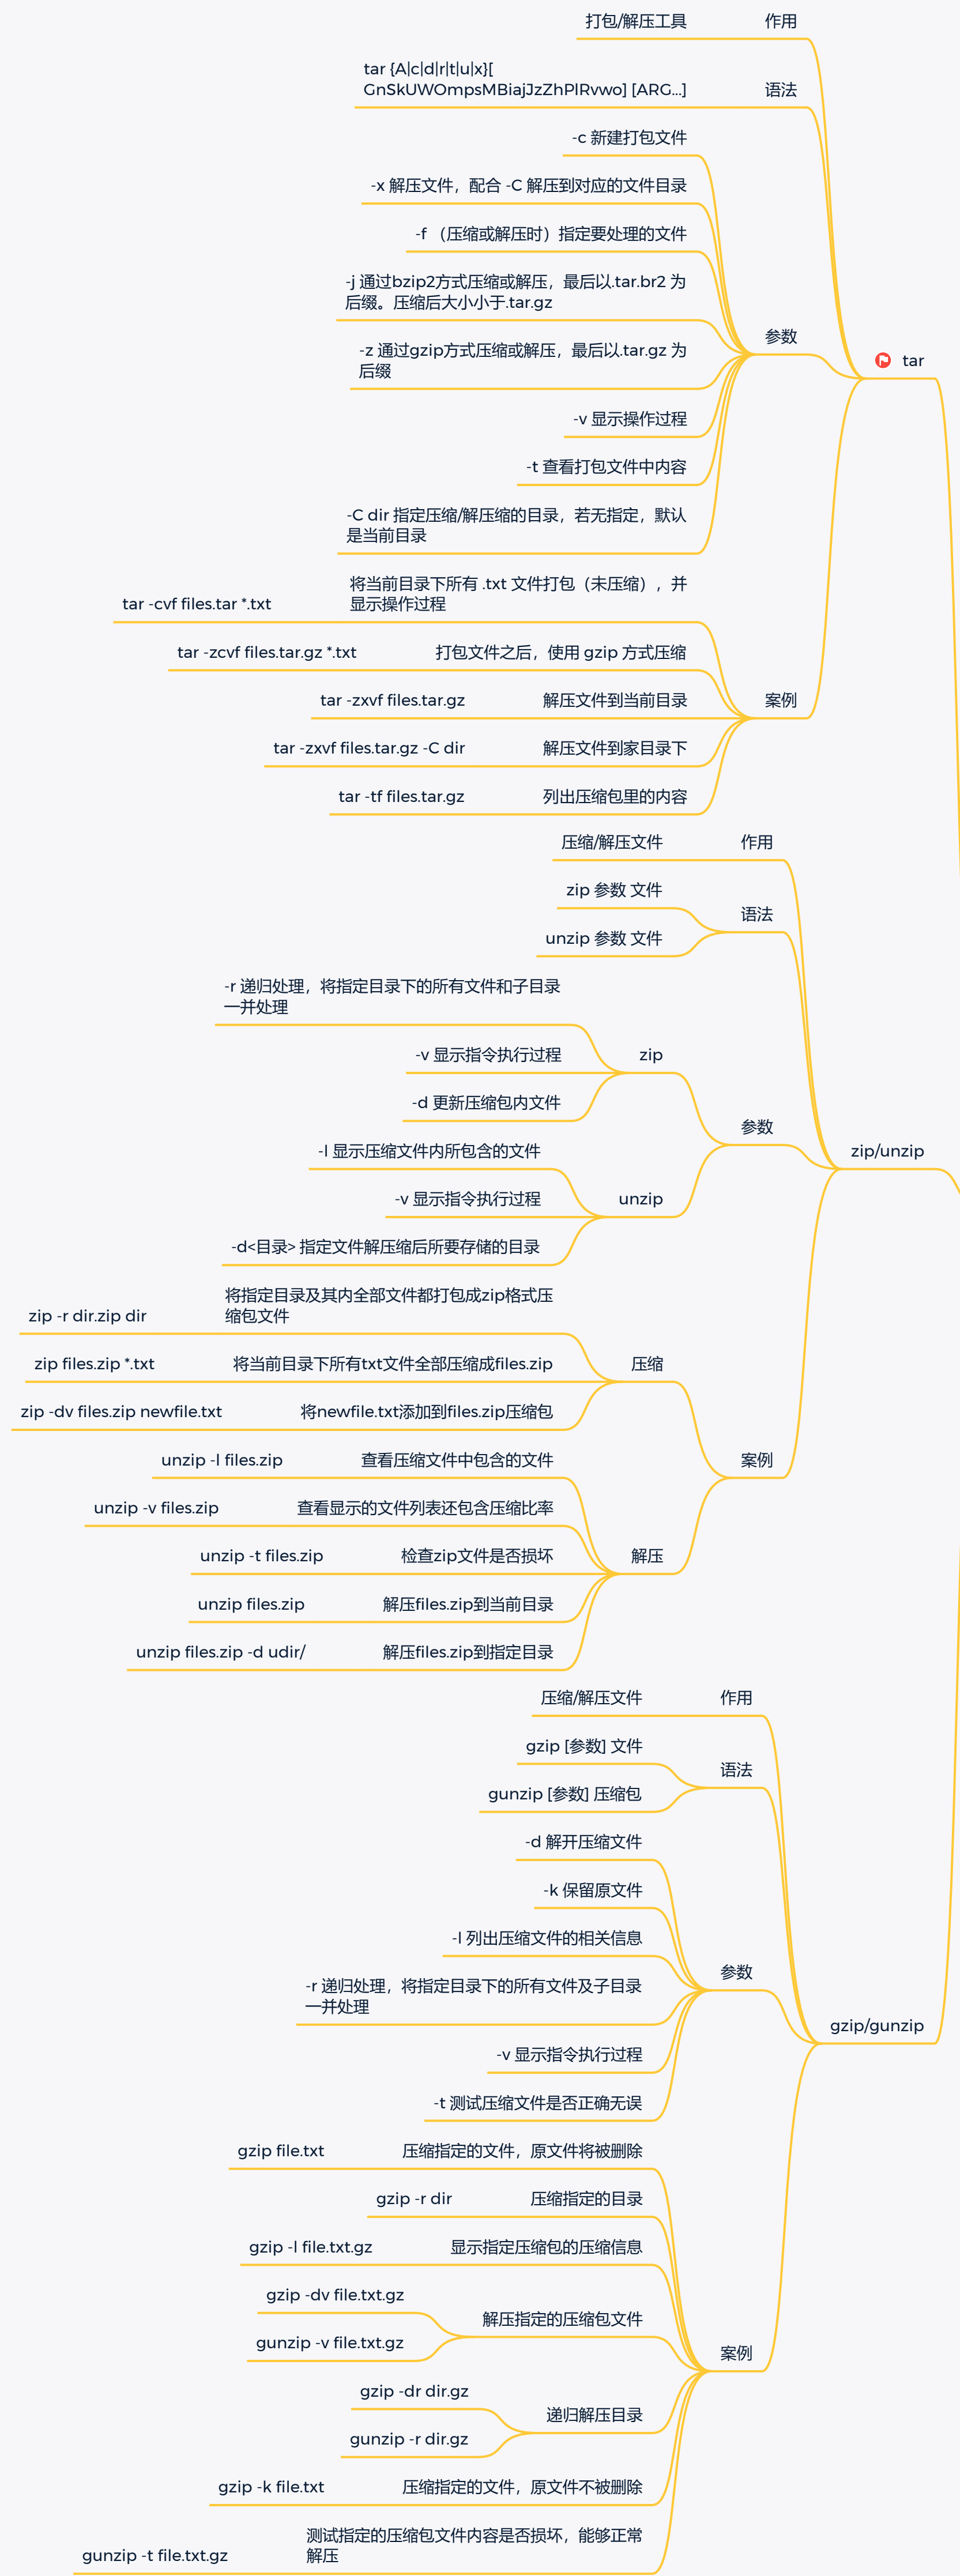 打包/解压工具 作用
tar {A|c|d|r|t|u|x}[
GnSkUWOmpsMBiajJzZhPlRvwo] [ARG...] 语法
-c 新建打包文件
-x 解压文件，配合 -C 解压到对应的文件目录
-f （压缩或解压时）指定要处理的文件
-j 通过bzip2方式压缩或解压，最后以.tar.br2 为
后缀。压缩后大小小于.tar.gz
参数
-z 通过gzip方式压缩或解压，最后以.tar.gz 为
后缀
tar
-v 显示操作过程
-t 查看打包文件中内容
-C dir 指定压缩/解压缩的目录，若无指定，默认
是当前目录
将当前目录下所有 .txt 文件打包（未压缩），并
显示操作过程
tar -cvf files.tar *.txt
tar -zcvf files.tar.gz *.txt 打包文件之后，使用 gzip 方式压缩
tar -zxvf files.tar.gz 解压文件到当前目录 案例
tar -zxvf files.tar.gz -C dir 解压文件到家目录下
tar -tf files.tar.gz 列出压缩包里的内容
压缩/解压文件 作用
zip 参数 文件
语法
unzip 参数 文件
-r 递归处理，将指定目录下的所有文件和子目录
一并处理
-v 显示指令执行过程 zip
-d 更新压缩包内文件
参数
-l 显示压缩文件内所包含的文件 zip/unzip
-v 显示指令执行过程 unzip
-d<目录> 指定文件解压缩后所要存储的目录
将指定目录及其内全部文件都打包成zip格式压
缩包文件
zip -r dir.zip dir
zip files.zip *.txt 将当前目录下所有txt文件全部压缩成files.zip 压缩
zip -dv files.zip newfile.txt 将newfile.txt添加到files.zip压缩包
unzip -l files.zip 查看压缩文件中包含的文件 案例
unzip -v files.zip 查看显示的文件列表还包含压缩比率
unzip -t files.zip 检查zip文件是否损坏 解压
unzip files.zip 解压files.zip到当前目录
unzip files.zip -d udir/ 解压files.zip到指定目录
压缩/解压文件 作用
gzip [参数] 文件
语法
gunzip [参数] 压缩包
-d 解开压缩文件
-k 保留原文件
-l 列出压缩文件的相关信息
参数
-r 递归处理，将指定目录下的所有文件及子目录
一并处理
gzip/gunzip
-v 显示指令执行过程
-t 测试压缩文件是否正确无误
gzip file.txt 压缩指定的文件，原文件将被删除
gzip -r dir 压缩指定的目录
gzip -l file.txt.gz 显示指定压缩包的压缩信息
gzip -dv file.txt.gz
解压指定的压缩包文件
gunzip -v file.txt.gz
案例
gzip -dr dir.gz
递归解压目录
gunzip -r dir.gz
gzip -k file.txt 压缩指定的文件，原文件不被删除
测试指定的压缩包文件内容是否损坏，能够正常
解压
gunzip -t file.txt.gz